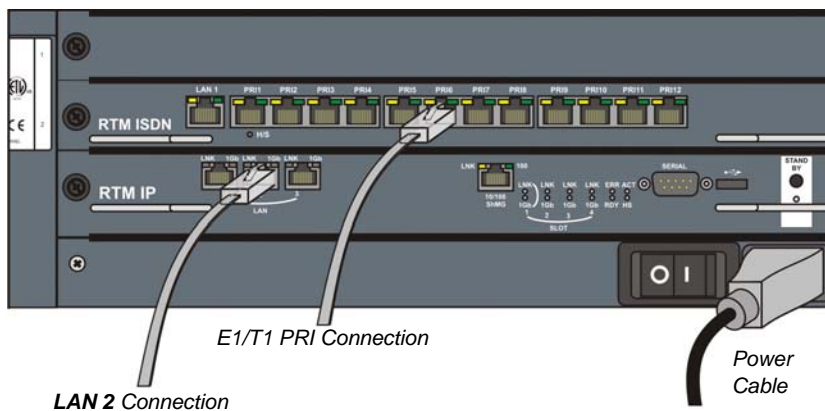 1
LAN 1 PRI1 PRI2 PRI3 PRI4 PRI5 PRI6 PRI7 PRI8 PRI9 PRI10 PRI11 PRI12
2
RTM ISDN
H/S
LNK 1Gb LNK 1Gb LNK 1Gb
LNK 100
SERIAL
STAND
BY
RTM IP
3
LAN
10/100
ShMG
LNK LNK LNK LNK ERR ACT
1Gb 1Gb 1Gb 1Gb RDY HS
1 2 3 4
SLOT
O I
E1/T1 PRI Connection
Power
Cable
LAN 2 Connection